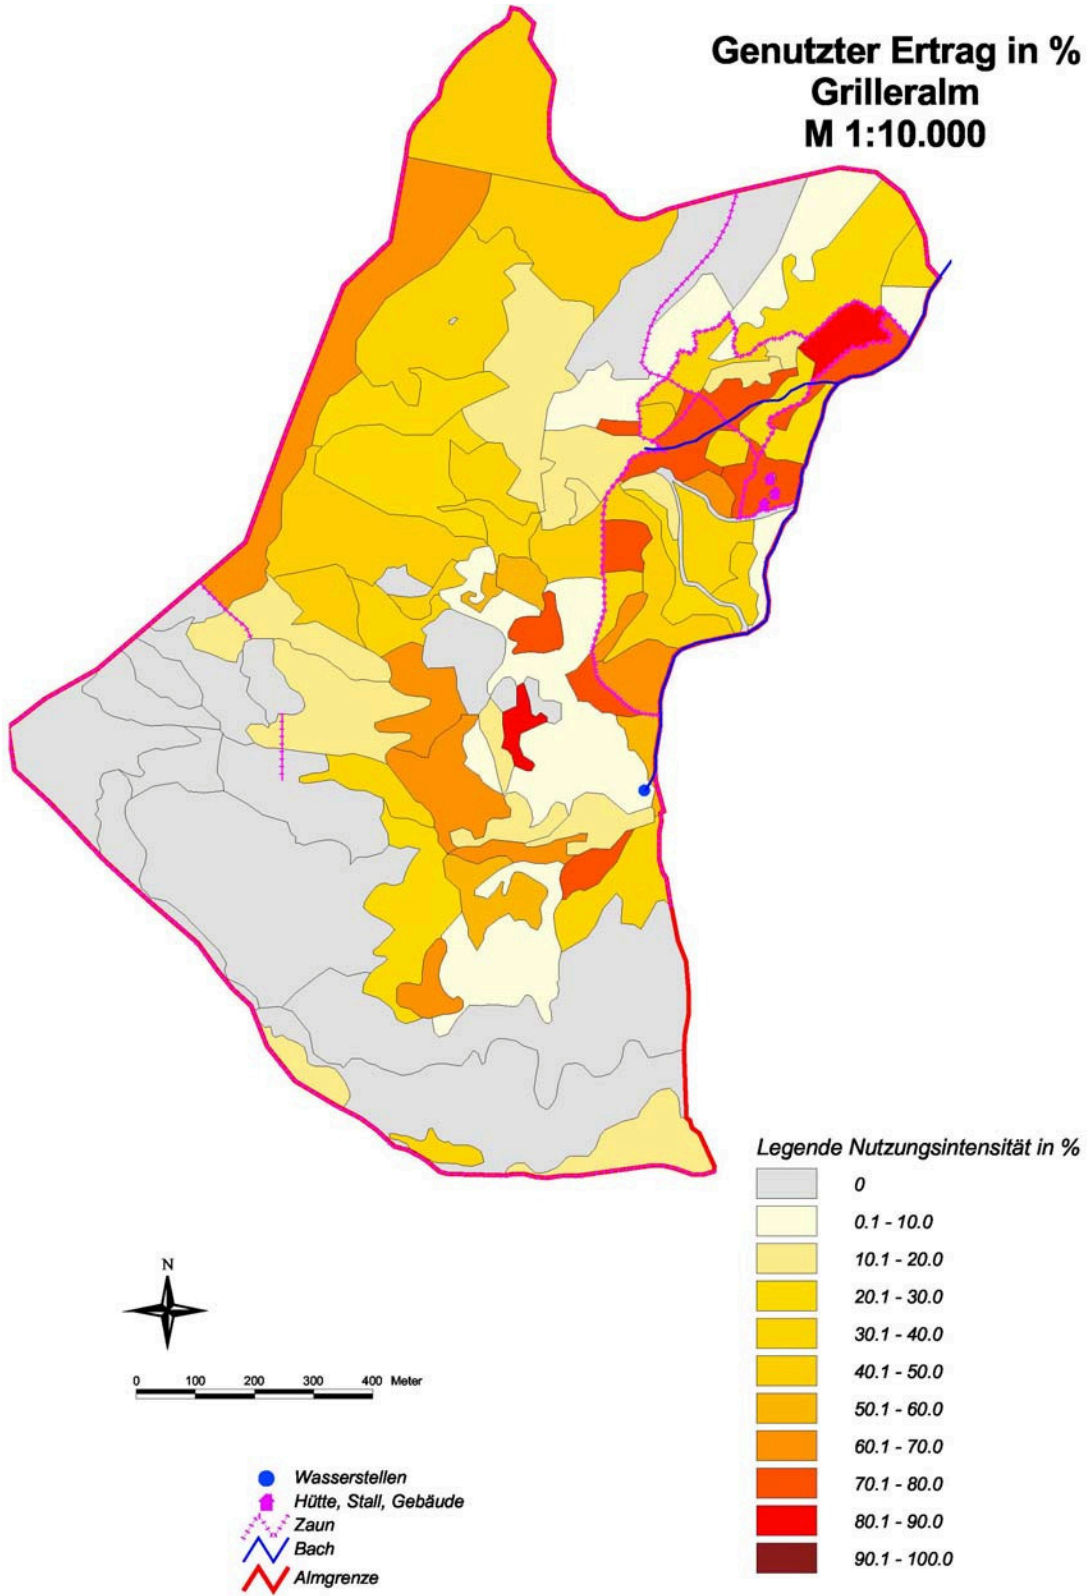 Genutzter Ertrag in %
Grilleralm
M 1:10.000
Legende Nutzungsintensität in %
0
0.1 - 10.0
10.1 - 20.0
20.1 - 30.0
30.1 - 40.0
40.1 - 50.0
50.1 - 60.0
60.1 - 70.0
70.1 - 80.0
80.1 - 90.0
90.1 - 100.0
N
0 100 200 300 400 Meter
Wasserstellen
Hütte, Stall, Gebäude
Zaun
Bach
Almgrenze